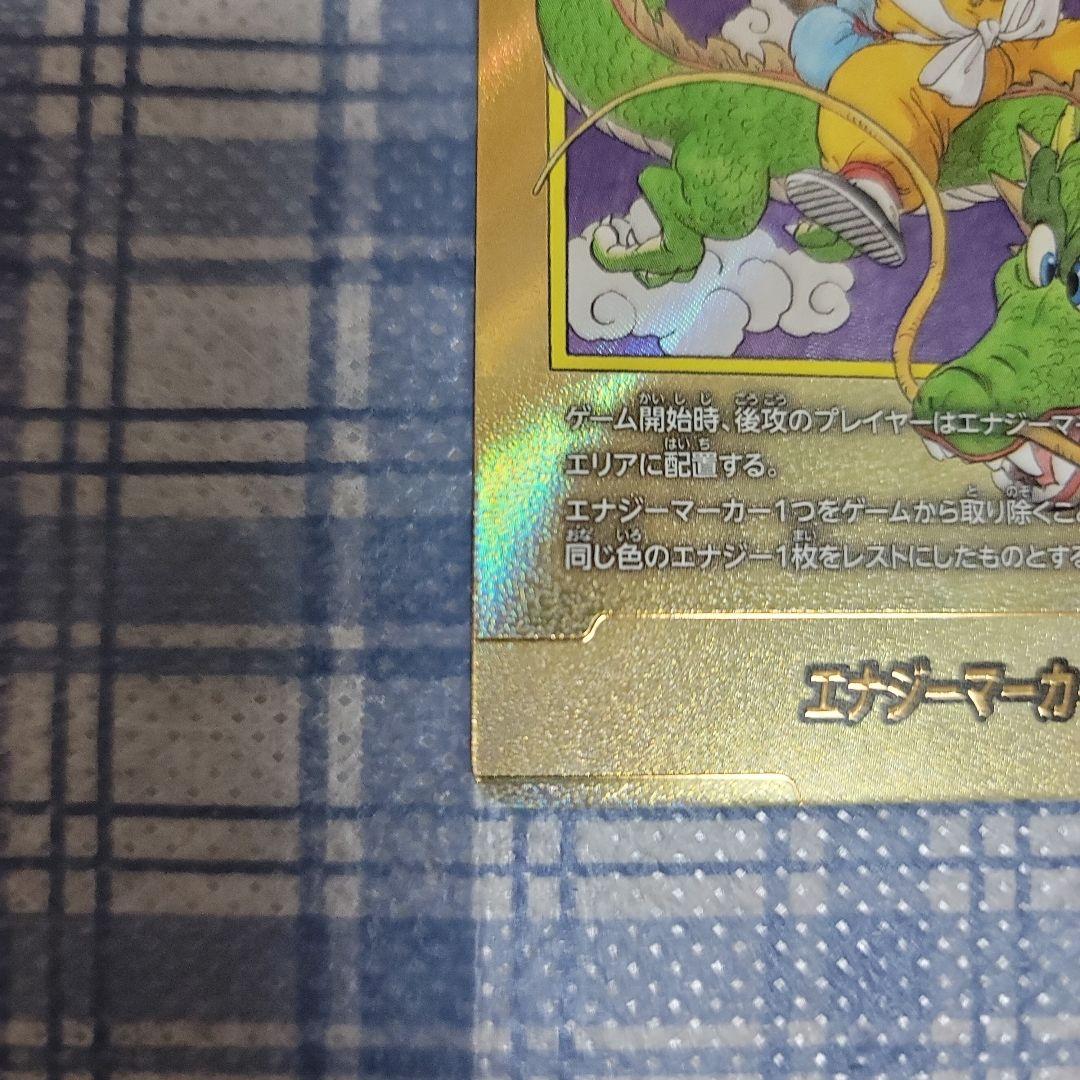 ゲーム開始時、後攻のプレイヤーはエナジーマー
エリアに配置する。
エナジーマーカー1つをゲームから取り除くこ
同じ色のエナジー1枚をレストにしたものとする
エナジーマーカ